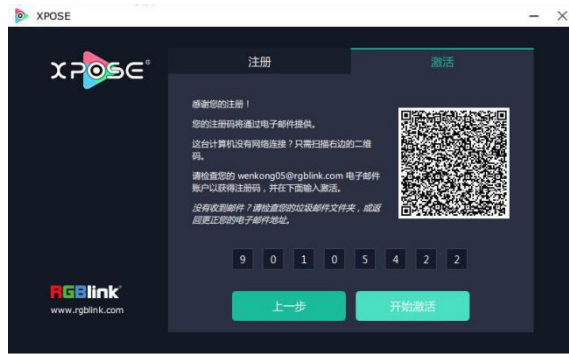 XPOSE
XPOSE®
注册
激活
感谢您的注册！
您的注册码将通过电子邮件提供。
这台计算机没有网络连接？只需扫描右边的二维
码。
请检查您的 wenkong05@rgblink.com 电子邮件
账户以获得注册码，并在下面输入激活。
没有收到邮件？请检查您的垃圾邮件文件夹，或返
回更正您的电子邮件地址。
9 0 1 0 5 4 2 2
RGBlink®
www.rgblink.com
上一步
开始激活